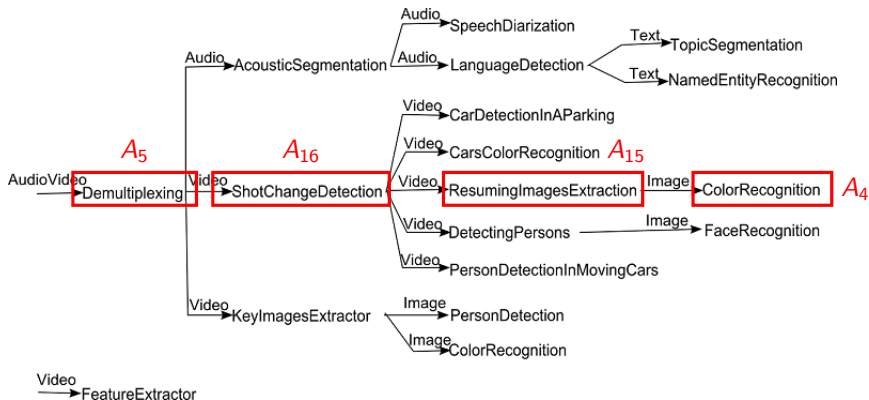 Audio SpeechDiarization
Audio AcousticSegmentation Audio LanguageDetection Text TopicSegmentation
Text NamedEntityRecognition
Video CarDetectionInAParking
A5 A16 Video CarsColorRecognition A15
AudioVideo Demultiplexing Video ShotChangeDetection Video ResumingImagesExtraction Image ColorRecognition A4
Video DetectingPersons Image FaceRecognition
Video PersonDetectionInMovingCars
Video KeyImagesExtractor Image PersonDetection
Image ColorRecognition
Video FeatureExtractor